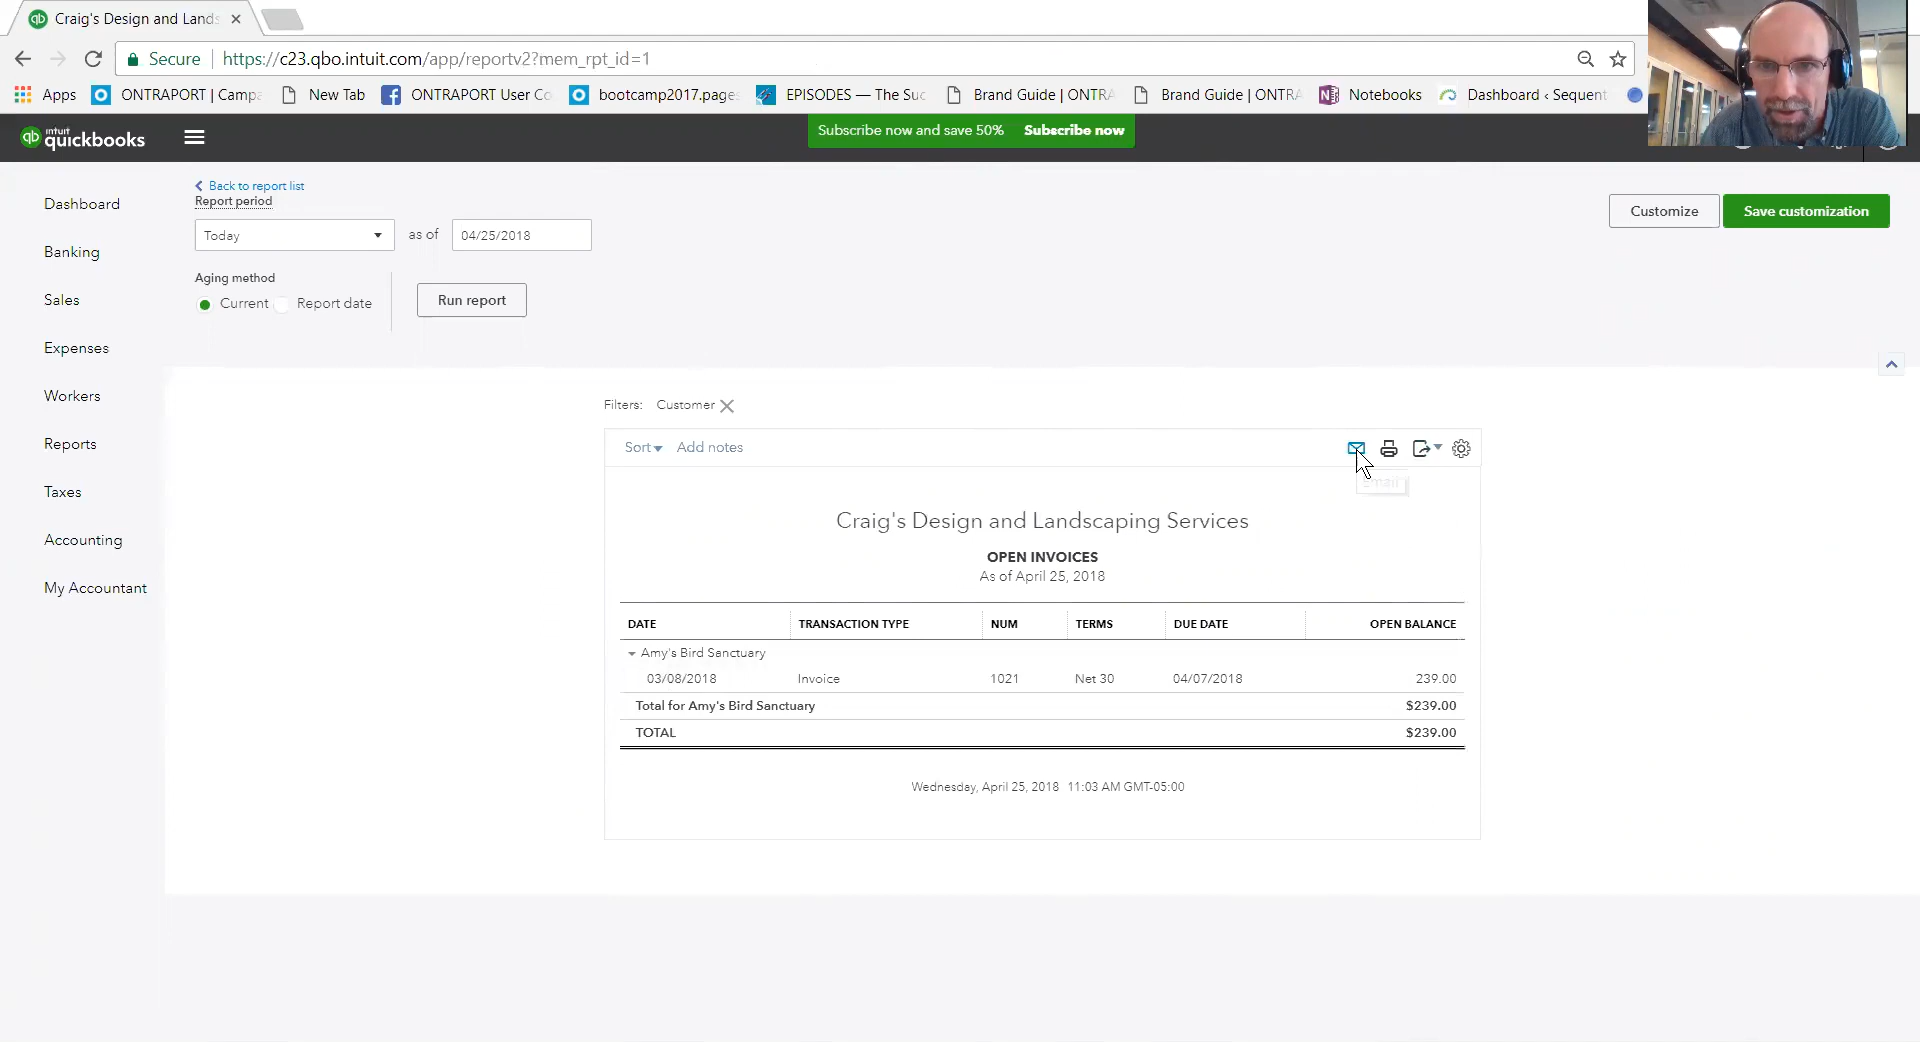 Craig's Design and Lands
Secure https://c23.qbo.intuit.com/app/reportv2?mem_rpt_id=1
Apps ONTRAPORT | Campa New Tab ONTRAPORT User Co bootcamp2017.pages EPISODES — The Suc Brand Guide | ONTRA Brand Guide | ONTRA Notebooks Dashboard ‹ Sequent
qb intuit quickbooks
Subscribe now and save 50% Subscribe now
Dashboard
Banking
Sales
Expenses
Workers
Reports
Taxes
Accounting
My Accountant
Back to report list
Report period
Today as of 04/25/2018
Customize Save customization
Aging method
Current Report date
Run report
Filters: Customer
Sort Add notes
Email
Craig's Design and Landscaping Services
OPEN INVOICES
As of April 25, 2018
DATE TRANSACTION TYPE NUM TERMS DUE DATE OPEN BALANCE
Amy's Bird Sanctuary
03/08/2018 Invoice 1021 Net 30 04/07/2018 239.00
Total for Amy's Bird Sanctuary $239.00
TOTAL $239.00
Wednesday, April 25, 2018 11:03 AM GMT-05:00